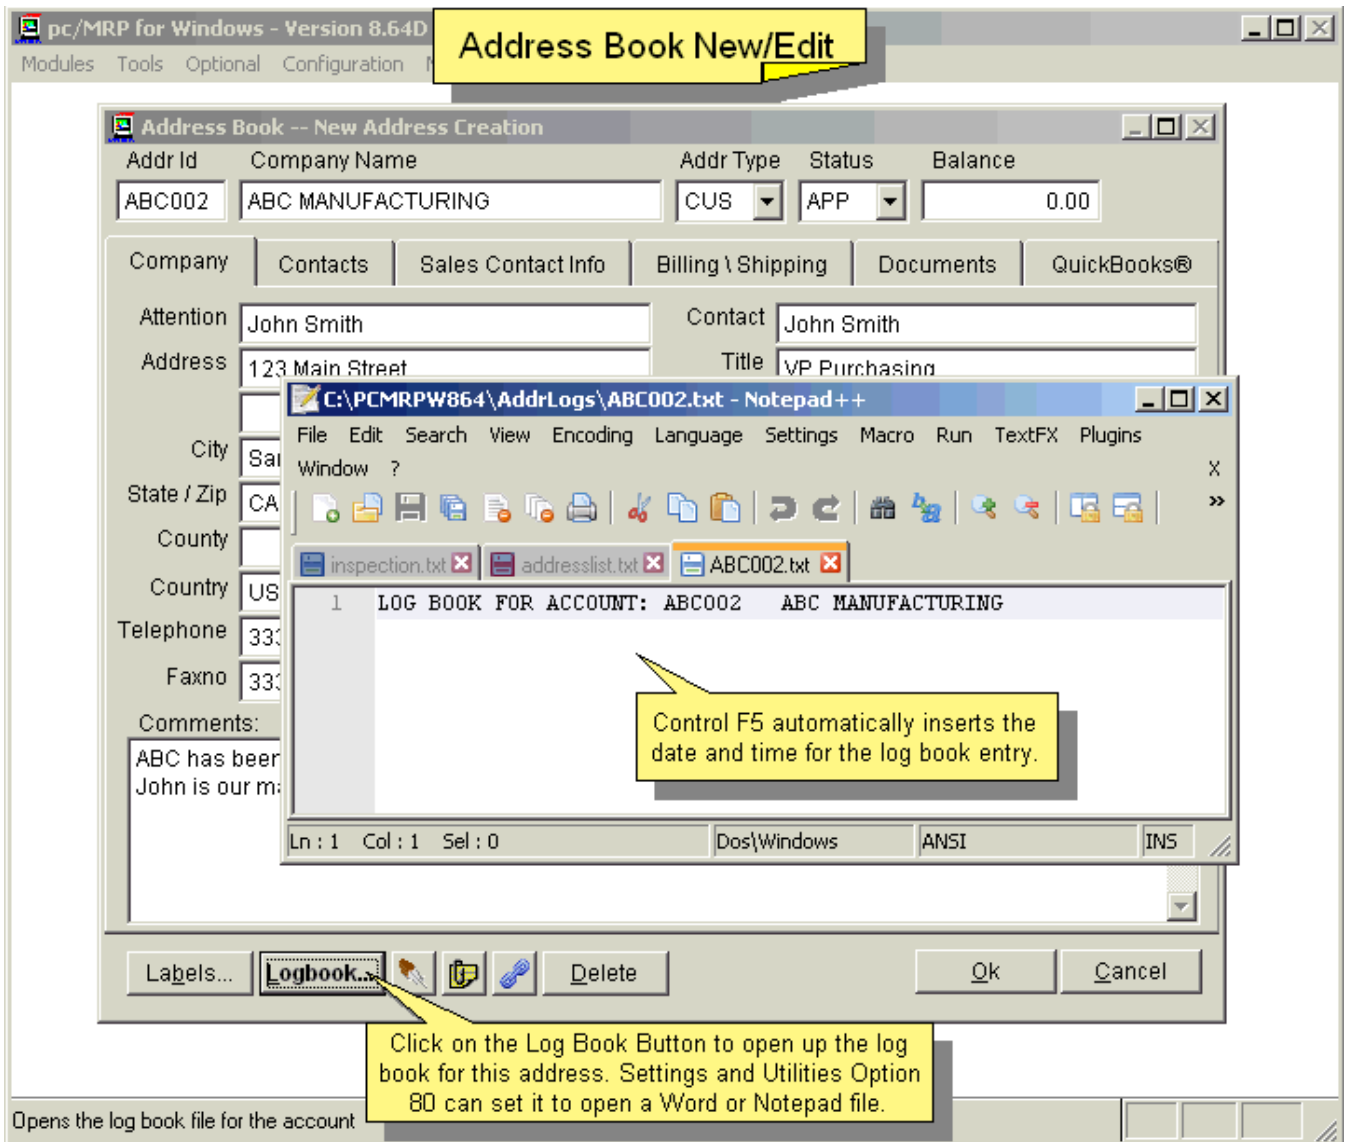 pc/MRP for Windows - Version 8.64D
Address Book New/Edit
Modules Tools Optional Configuration
Address Book -- New Address Creation
Addr Id Company Name Addr Type Status Balance
ABC002 ABC MANUFACTURING CUS APP 0.00
Company Contacts Sales Contact Info Billing \ Shipping Documents QuickBooks®
Attention John Smith Contact John Smith
Address 123 Main Street Title VP Purchasing
C:\PCMRPW864\AddrLogs\ABC002.txt - Notepad++
File Edit Search View Encoding Language Settings Macro Run TextFX Plugins
Window ? X
City
State / Zip CA
County
inspection.txt addresslist.txt ABC002.txt
Country US
1 LOG BOOK FOR ACCOUNT: ABC002 ABC MANUFACTURING
Telephone 333
Faxno 333
Control F5 automatically inserts the
date and time for the log book entry.
Comments:
ABC has been
John is our
Ln : 1 Col : 1 Sel : 0 Dos\Windows ANSI INS
Labels... Logbook... Delete Ok Cancel
Click on the Log Book Button to open up the log
book for this address. Settings and Utilities Option
80 can set it to open a Word or Notepad file.
Opens the log book file for the account